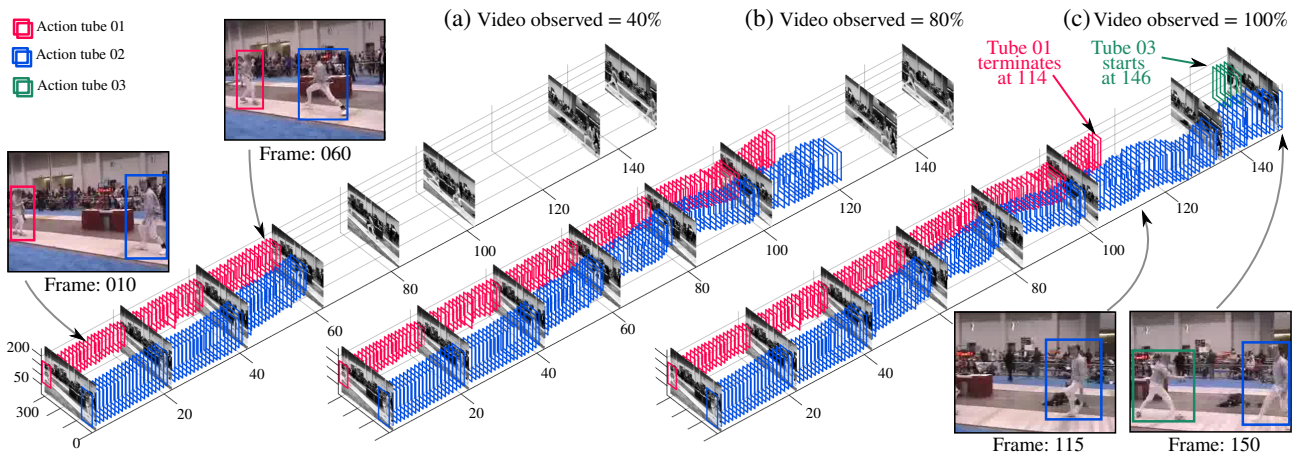 (a) Video observed = 40%
(b) Video observed = 80%
(c) Video observed = 100%
Action tube 01
Action tube 02
Action tube 03
Tube 01
terminates
at 114
Tube 03
starts
at 146
Frame: 060
Frame: 010
200
50
300
0
20
40
60
80
100
120
140
20
40
60
80
100
120
140
20
40
60
80
100
120
140
Frame: 115
Frame: 150